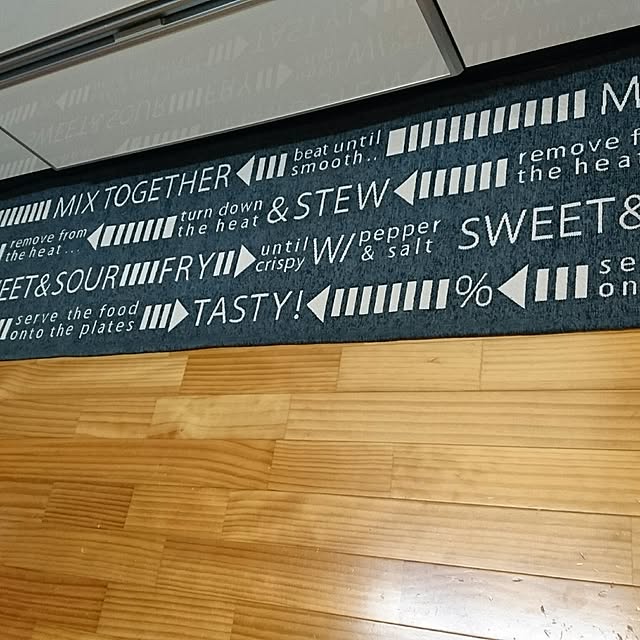 MIX TOGETHER beat until smooth.. M
remove from the heat... turn down the heat & STEW remove f the heat
EET&SOUR FRY until crispy W/ pepper & salt SWEET&
serve the food onto the plates TASTY! % se on